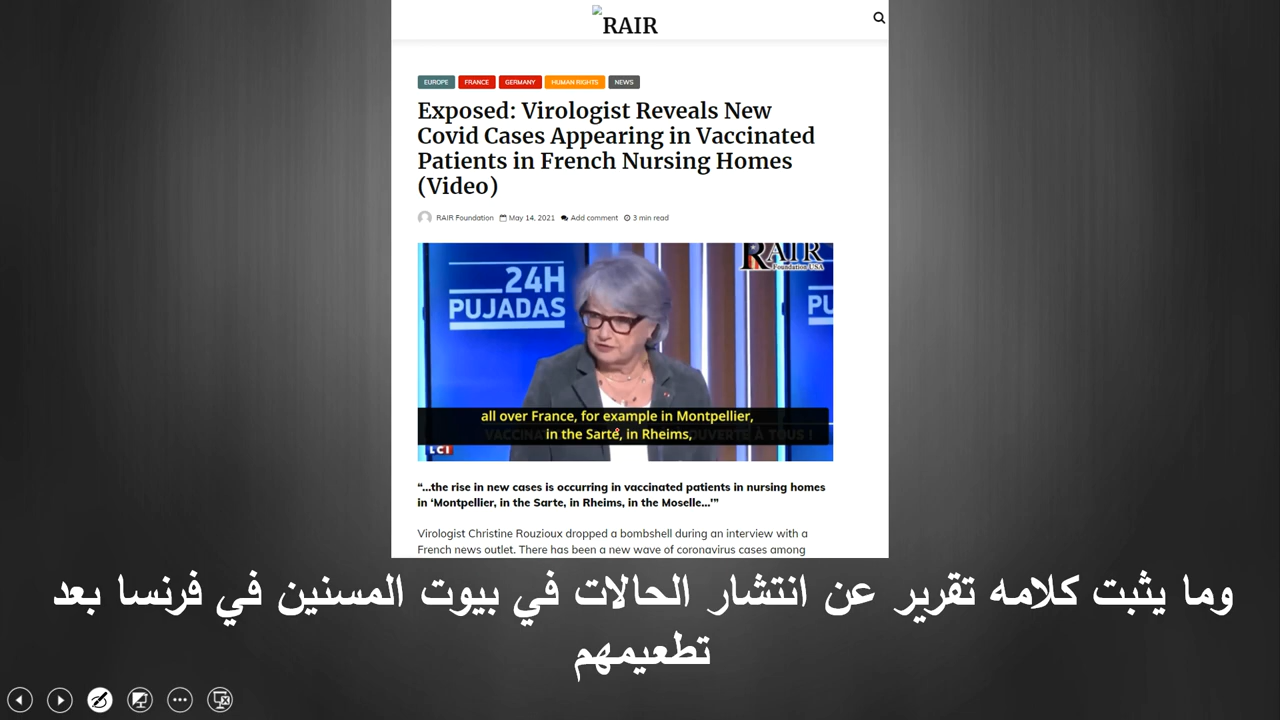 RAIR
EUROPE FRANCE GERMANY HUMAN RIGHTS NEWS
Exposed: Virologist Reveals New
Covid Cases Appearing in Vaccinated
Patients in French Nursing Homes
(Video)
RAIR Foundation May 14, 2021 Add comment 3 min read
RAIR
Foundation USA
24H
PUJADAS
PU
all over France, for example in Montpellier,
in the Sarte, in Rheims,
LCI
“...the rise in new cases is occurring in vaccinated patients in nursing homes
in ‘Montpellier, in the Sarte, in Rheims, in the Moselle...’”
Virologist Christine Rouzioux dropped a bombshell during an interview with a
French news outlet. There has been a new wave of coronavirus cases among
وما يثبت كلامه تقرير عن انتشار الحالات في بيوت المسنين في فرنسا بعد
تطعيمهم